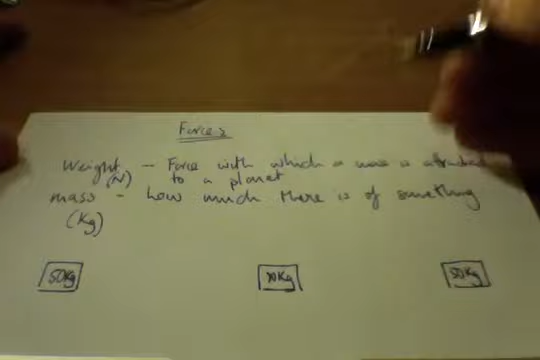 Forces
Weight - Force with which a mass is attracted
(N) to a planet
mass - how much there is of something
(Kg)
50Kg 50Kg